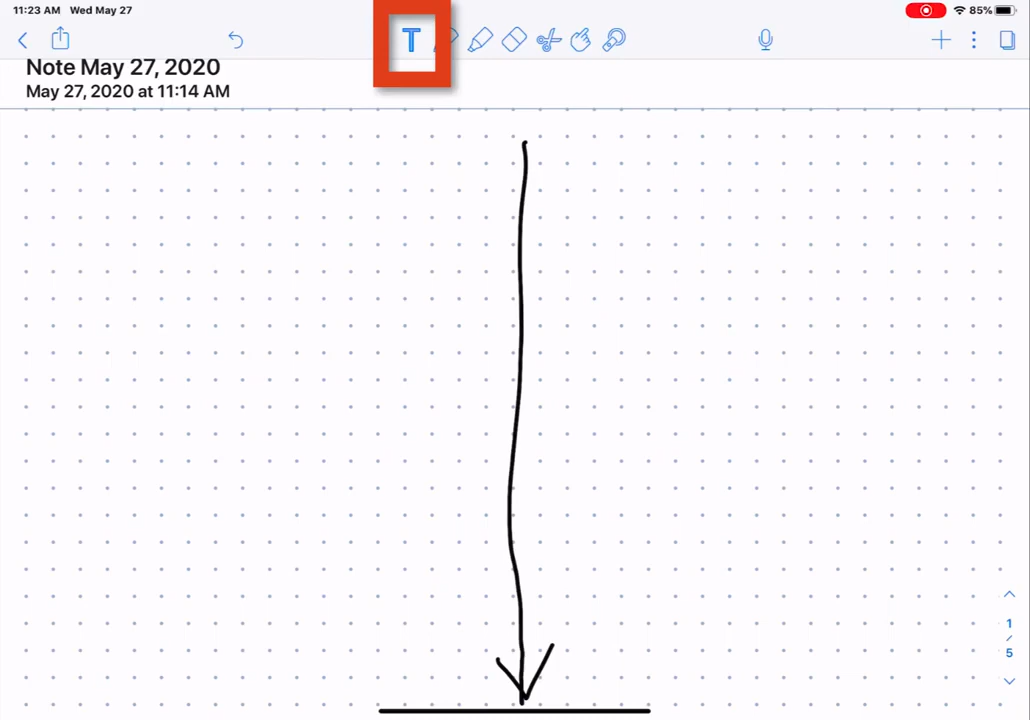 11:23 AM Wed May 27
85%
T
Note May 27, 2020
May 27, 2020 at 11:14 AM
1
/
5